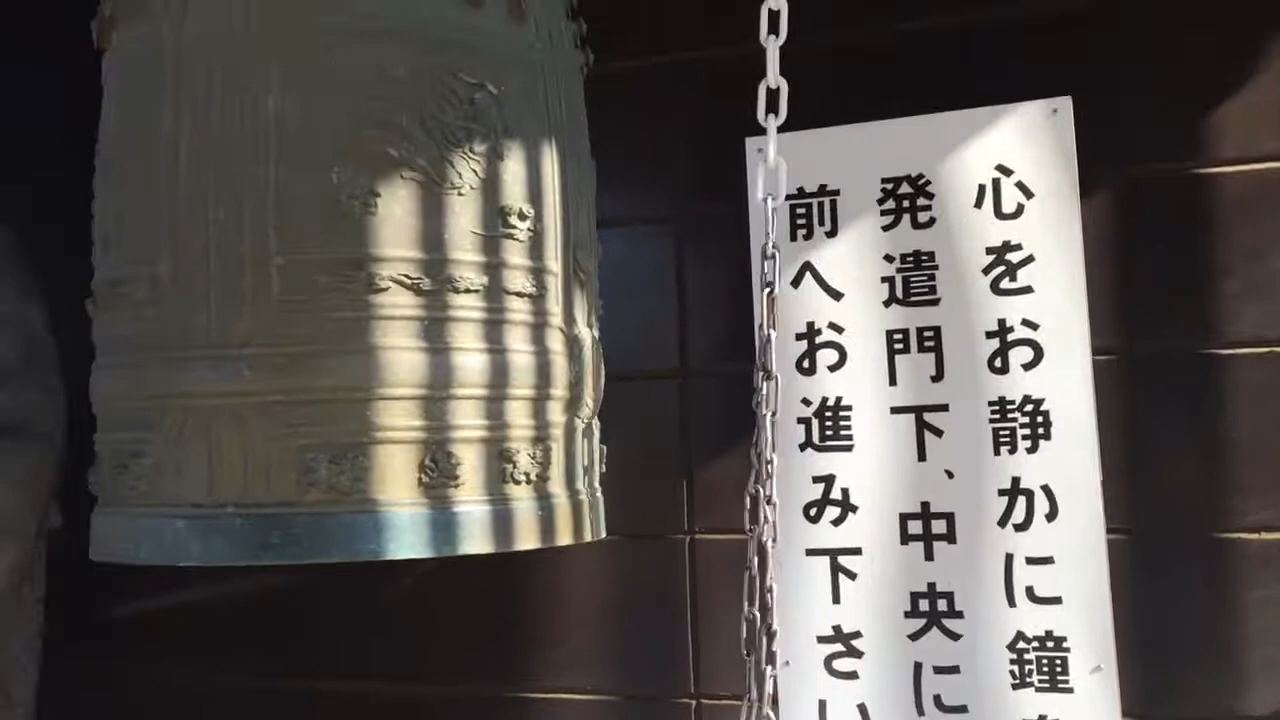 心をお静かに鐘
発遣門下、中央に
前へお進み下さい